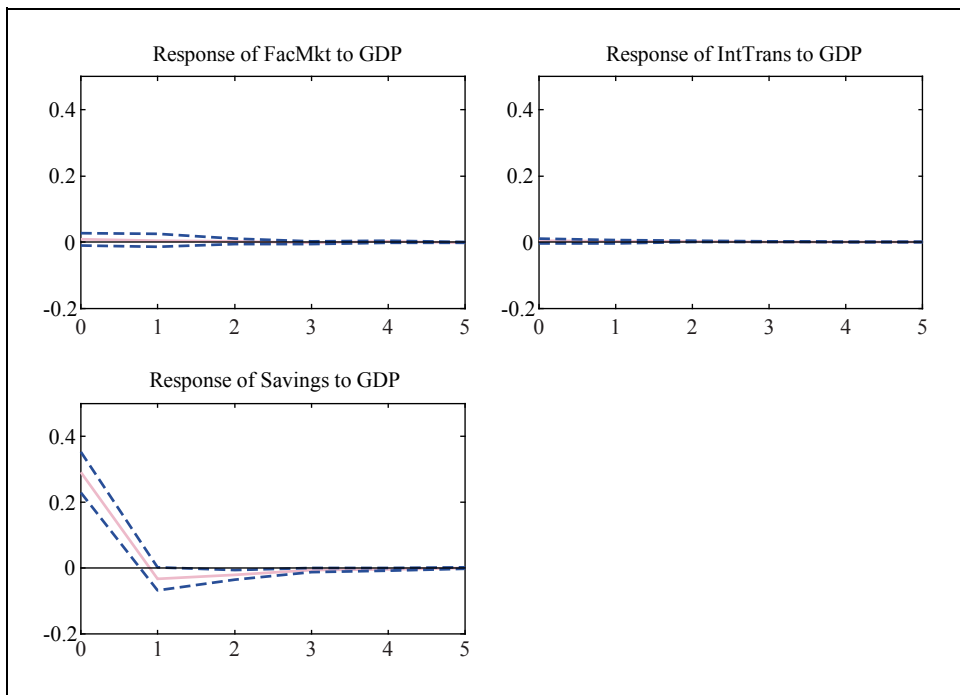 Response of FacMkt to GDP
0.4
0.2
0
-0.2
0 1 2 3 4 5
Response of IntTrans to GDP
0.4
0.2
0
-0.2
0 1 2 3 4 5
Response of Savings to GDP
0.4
0.2
0
-0.2
0 1 2 3 4 5